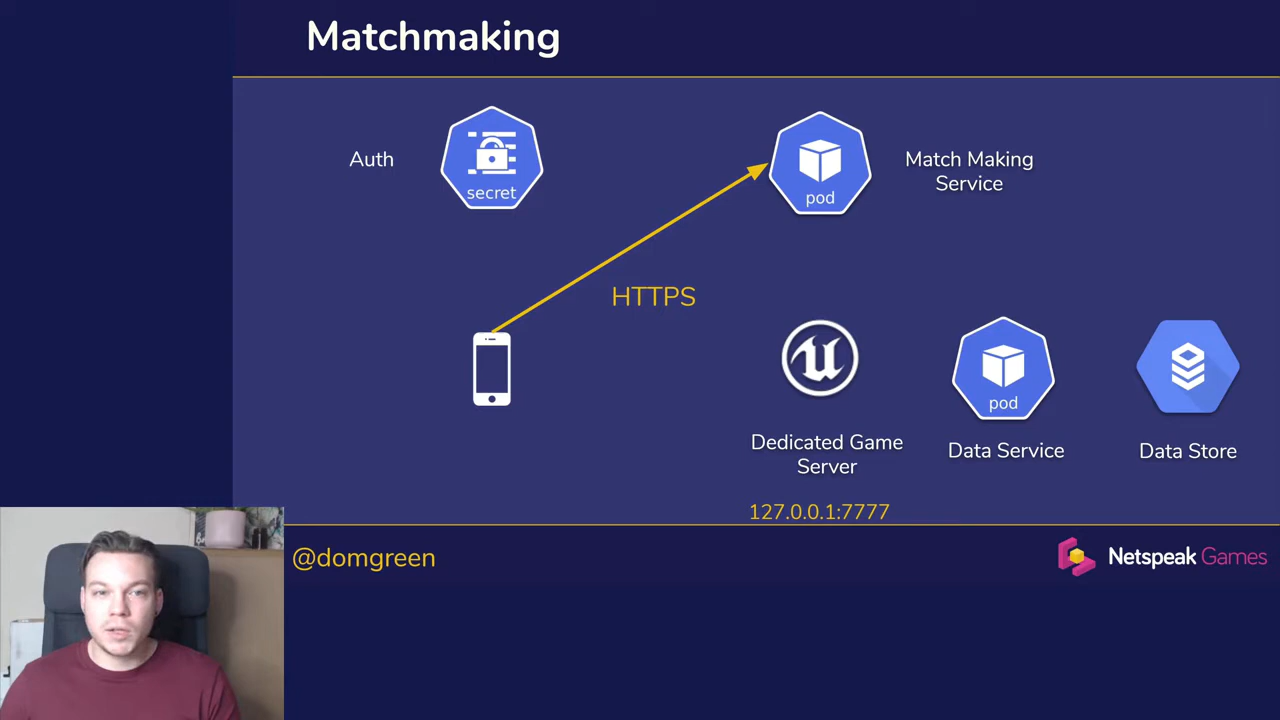 Matchmaking
Auth
secret
pod
Match Making
Service
HTTPS
pod
Dedicated Game
Server
Data Service
Data Store
127.0.0.1:7777
@domgreen
Netspeak Games